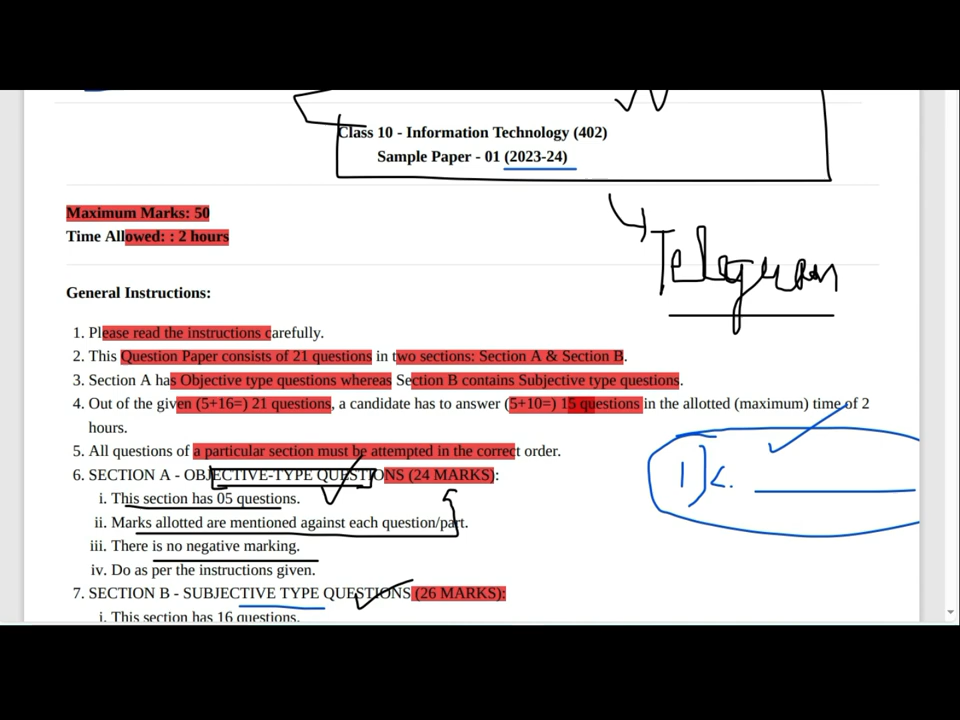 Class 10 - Information Technology (402)
Sample Paper - 01 (2023-24)
Maximum Marks: 50
Time Allowed: : 2 hours
Telegram
General Instructions:
1. Please read the instructions carefully.
2. This Question Paper consists of 21 questions in two sections: Section A & Section B.
3. Section A has Objective type questions whereas Section B contains Subjective type questions.
4. Out of the given (5+16=) 21 questions, a candidate has to answer (5+10=) 15 questions in the allotted (maximum) time of 2
hours.
5. All questions of a particular section must be attempted in the correct order.
6. SECTION A - OBJECTIVE-TYPE QUESTIONS (24 MARKS):
i. This section has 05 questions.
ii. Marks allotted are mentioned against each question/part.
iii. There is no negative marking.
iv. Do as per the instructions given.
7. SECTION B - SUBJECTIVE TYPE QUESTIONS (26 MARKS):
i. This section has 16 questions.